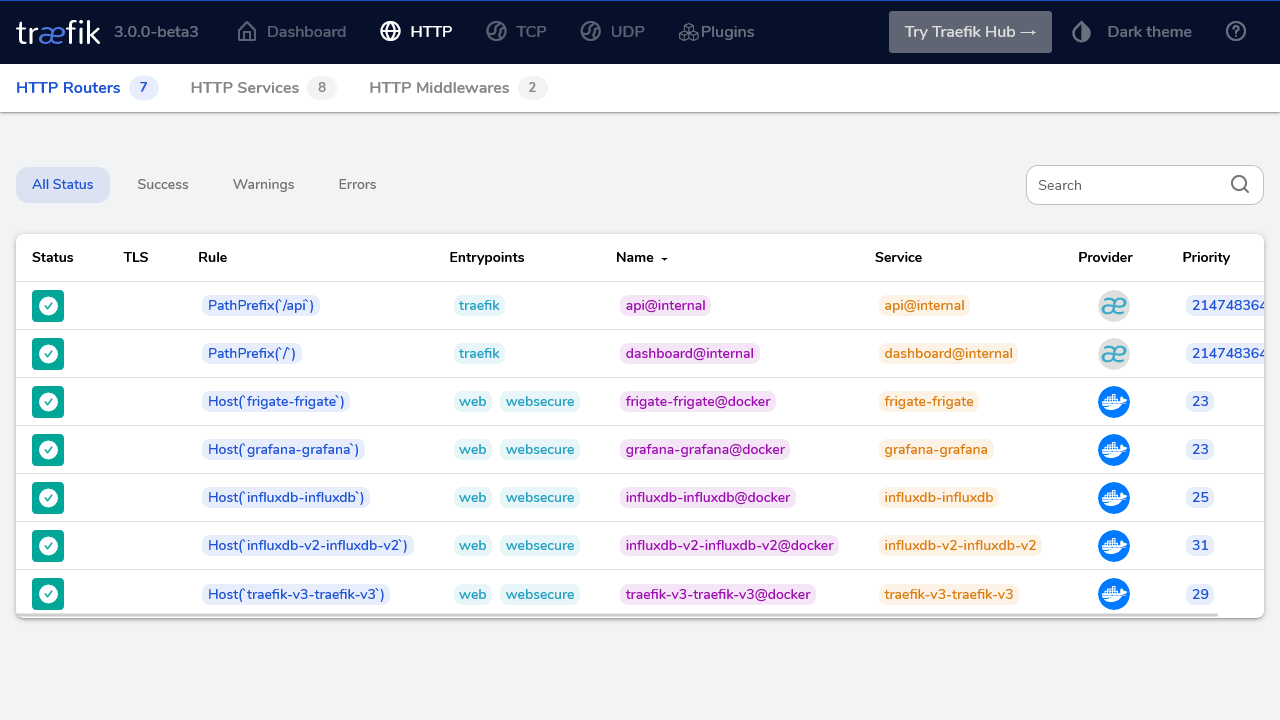 træfik 3.0.0-beta3 Dashboard HTTP TCP UDP Plugins Try Traefik Hub → Dark theme
HTTP Routers 7 HTTP Services 8 HTTP Middlewares 2
All Status Success Warnings Errors Search
Status TLS Rule Entrypoints Name Service Provider Priority
PathPrefix(`/api`) traefik api@internal api@internal æ 214748364
PathPrefix(`/`) traefik dashboard@internal dashboard@internal æ 214748364
Host(`frigate-frigate`) web websecure frigate-frigate@docker frigate-frigate 23
Host(`grafana-grafana`) web websecure grafana-grafana@docker grafana-grafana 23
Host(`influxdb-influxdb`) web websecure influxdb-influxdb@docker influxdb-influxdb 25
Host(`influxdb-v2-influxdb-v2`) web websecure influxdb-v2-influxdb-v2@docker influxdb-v2-influxdb-v2 31
Host(`traefik-v3-traefik-v3`) web websecure traefik-v3-traefik-v3@docker traefik-v3-traefik-v3 29